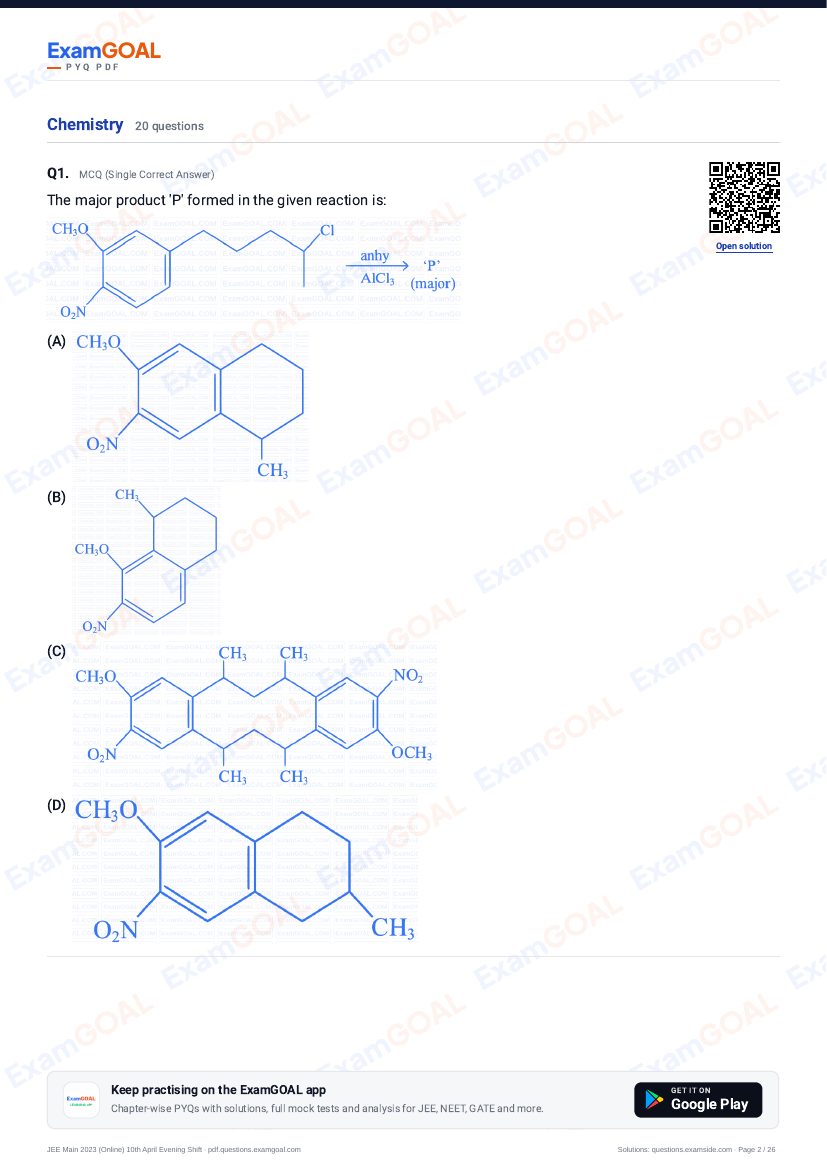 ExamGOAL
PYQ PDF
Chemistry 20 questions
Q1. MCQ (Single Correct Answer)
The major product 'P' formed in the given reaction is:
Open solution
CH₃O
Cl
anhy
AlCl₃
'P'
(major)
O₂N
(A)
CH₃O
O₂N
CH₃
(B)
CH₃
CH₃O
O₂N
(C)
CH₃ CH₃
CH₃O NO₂
O₂N OCH₃
CH₃ CH₃
(D)
CH₃O
O₂N CH₃
Keep practising on the ExamGOAL app
Chapter-wise PYQs with solutions, full mock tests and analysis for JEE, NEET, GATE and more.
GET IT ON
Google Play
JEE Main 2023 (Online) 10th April Evening Shift · pdf.questions.examgoal.com
Solutions: questions.examside.com · Page 2 / 26